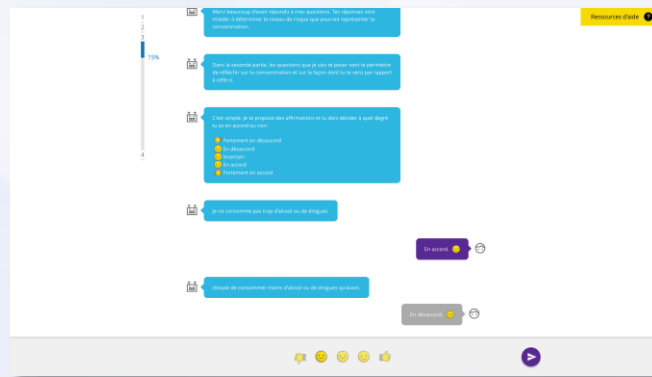 Ressources d'aide ?
1
2
3
15%
4
Merci beaucoup d'avoir répondu à mes questions. Tes réponses vont
m'aider à déterminer le niveau de risque que pourrait représenter ta
consommation.
Dans la seconde partie, les questions que je vais te poser vont te permettre
de réfléchir sur ta consommation et sur la façon dont tu te sens par rapport
à celle-ci.
C'est simple. Je te propose des affirmations et tu dois décider à quel degré
tu es en accord ou non :
Fortement en désaccord
En désaccord
Incertain
En accord
Fortement en accord
Je ne consomme pas trop d'alcool ou de drogues.
En accord
J'essaie de consommer moins d'alcool ou de drogues qu'avant.
En désaccord